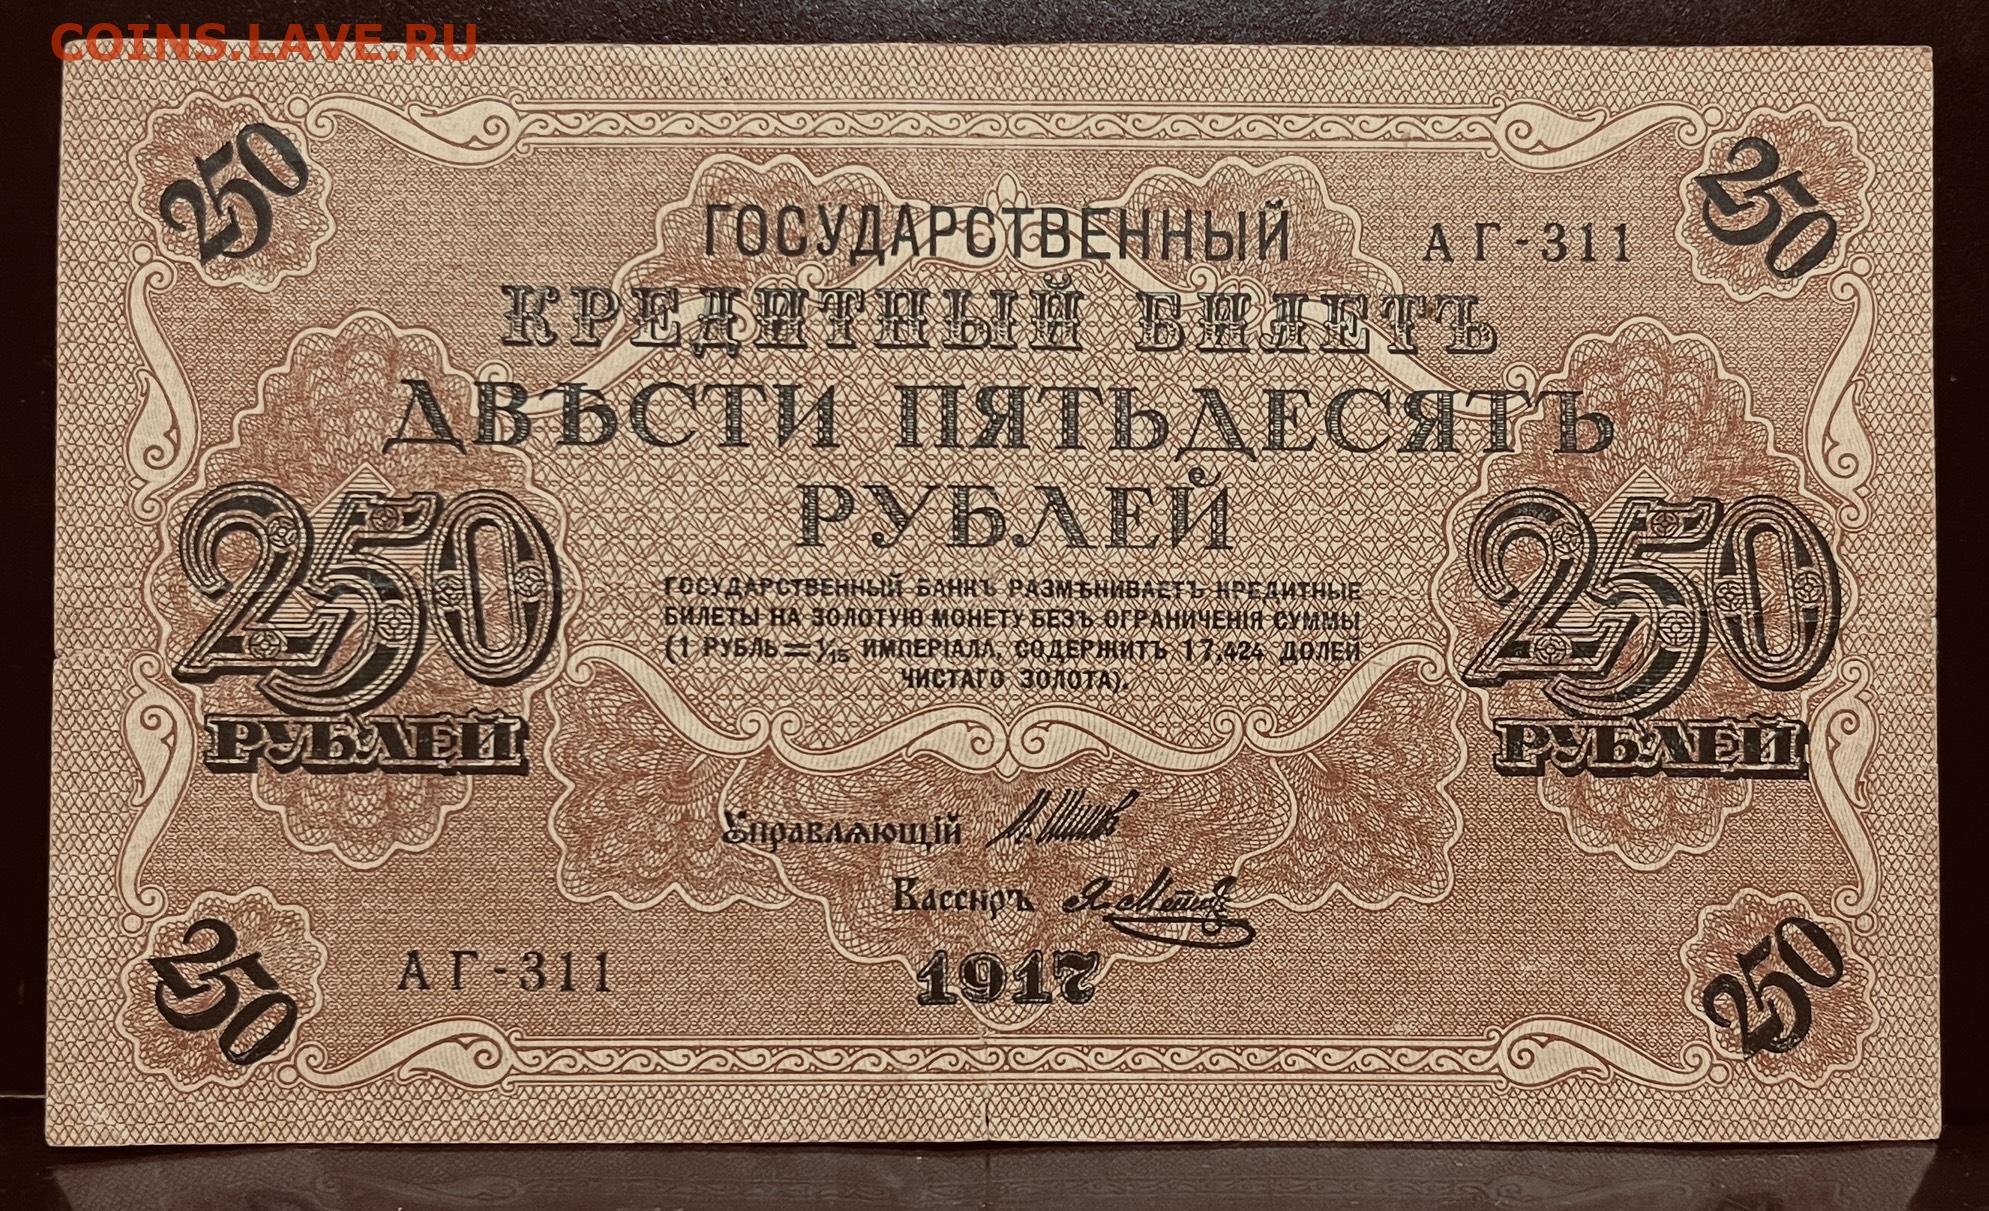 COINS.LAVE.RU
250
250
ГОСУДАРСТВЕННЫЙ
АГ-311
КРЕДИТНЫЙ БИЛЕТЪ
ДВѢСТИ ПЯТЬДЕСЯТЪ
РУБЛЕЙ
250
РУБЛЕЙ
250
РУБЛЕЙ
ГОСУДАРСТВЕННЫЙ БАНКЪ РАЗМѢНИВАЕТЪ КРЕДИТНЫЕ
БИЛЕТЫ НА ЗОЛОТУЮ МОНЕТУ БЕЗЪ ОГРАНИЧЕНІЯ СУММЫ
(1 РУБЛЬ = 1/15 ИМПЕРІАЛА, СОДЕРЖИТЪ 17,424 ДОЛЕЙ
ЧИСТАГО ЗОЛОТА).
Управляющій И. Шипов
Кассиръ Я. Метц
АГ-311
1917
250
250